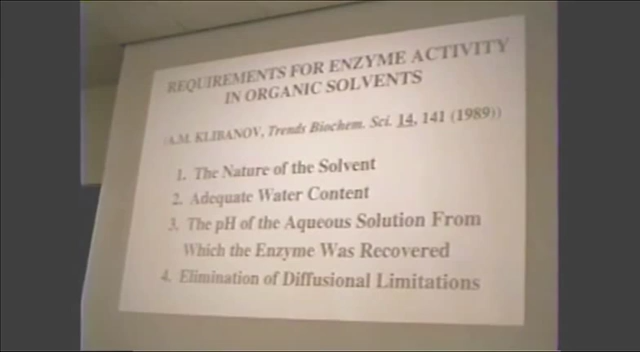 REQUIREMENTS FOR ENZYME ACTIVITY
IN ORGANIC SOLVENTS
(A.M. KLIBANOV, Trends Biochem. Sci. 14, 141 (1989))
1. The Nature of the Solvent
2. Adequate Water Content
3. The pH of the Aqueous Solution From
Which the Enzyme Was Recovered
4. Elimination of Diffusional Limitations